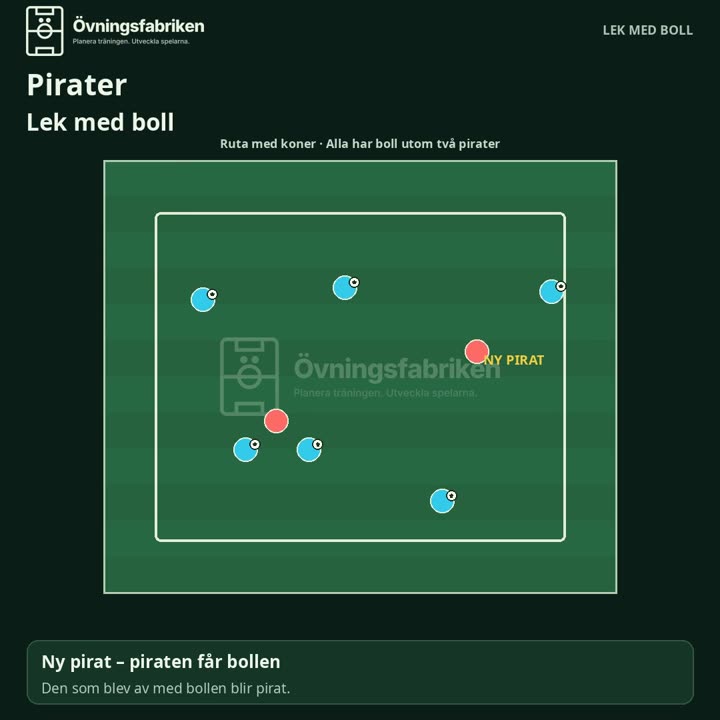 Övningsfabriken
Planera träningen. Utveckla spelarna.
LEK MED BOLL
Pirater
Lek med boll
Ruta med koner · Alla har boll utom två pirater
NY PIRAT
Övningsfabriken
Planera träningen. Utveckla spelarna.
Ny pirat – piraten får bollen
Den som blev av med bollen blir pirat.